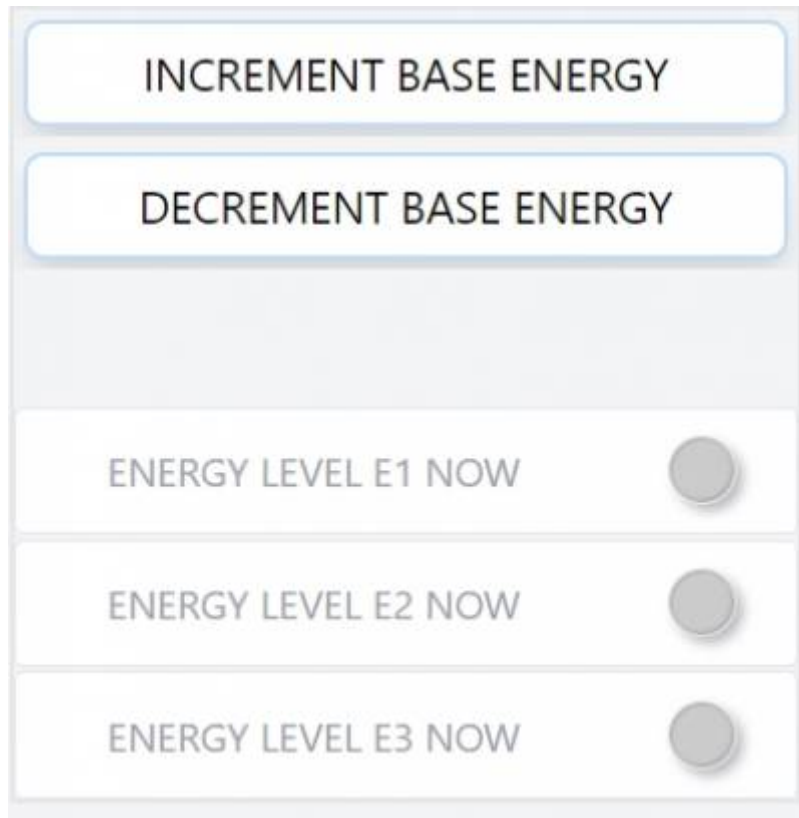 INCREMENT BASE ENERGY
DECREMENT BASE ENERGY
ENERGY LEVEL E1 NOW
ENERGY LEVEL E2 NOW
ENERGY LEVEL E3 NOW